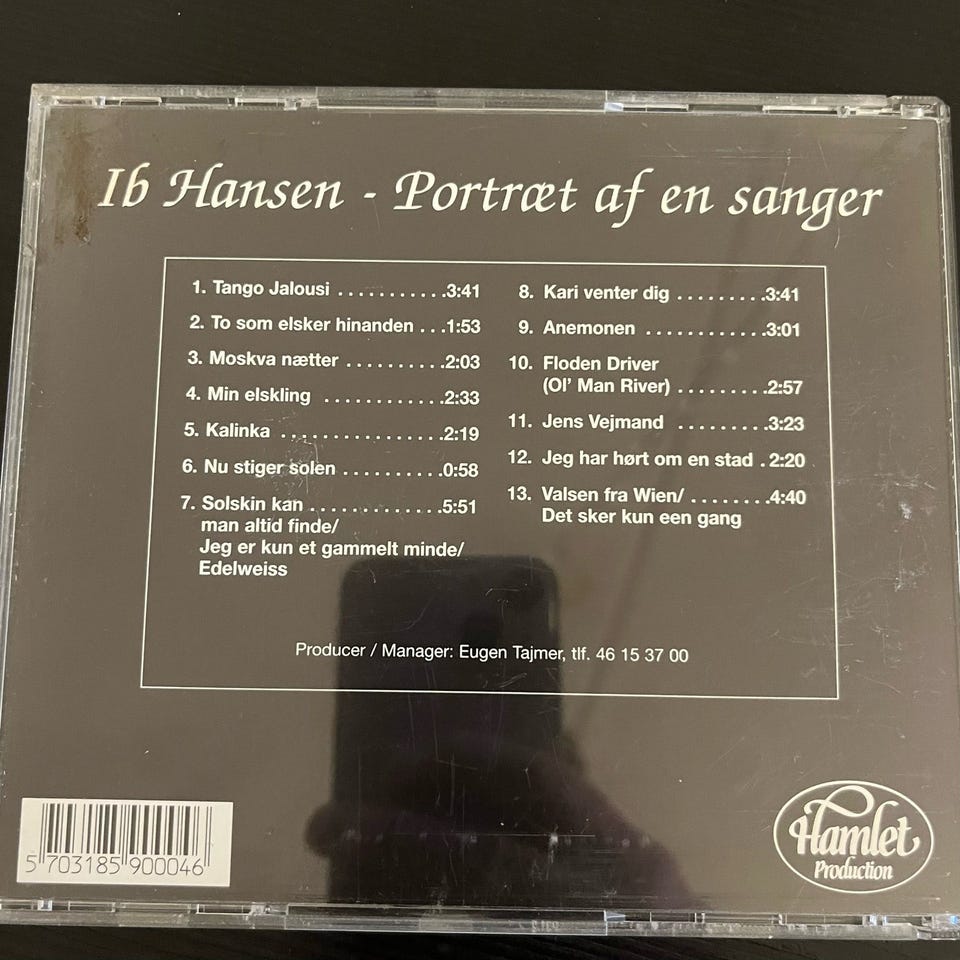 Ib Hansen - Portræt af en sanger
1. Tango Jalousi ...........3:41
2. To som elsker hinanden ...1:53
3. Moskva nætter ..........2:03
4. Min elskling ............2:33
5. Kalinka ................2:19
6. Nu stiger solen ..........0:58
7. Solskin kan .............5:51
man altid finde/
Jeg er kun et gammelt minde/
Edelweiss
8. Kari venter dig .........3:41
9. Anemonen ............3:01
10. Floden Driver
(Ol' Man River) .........2:57
11. Jens Vejmand .........3:23
12. Jeg har hørt om en stad .2:20
13. Valsen fra Wien/ ........4:40
Det sker kun een gang
Producer / Manager: Eugen Tajmer, tlf. 46 15 37 00
5 703185 900046
Hamlet
Production